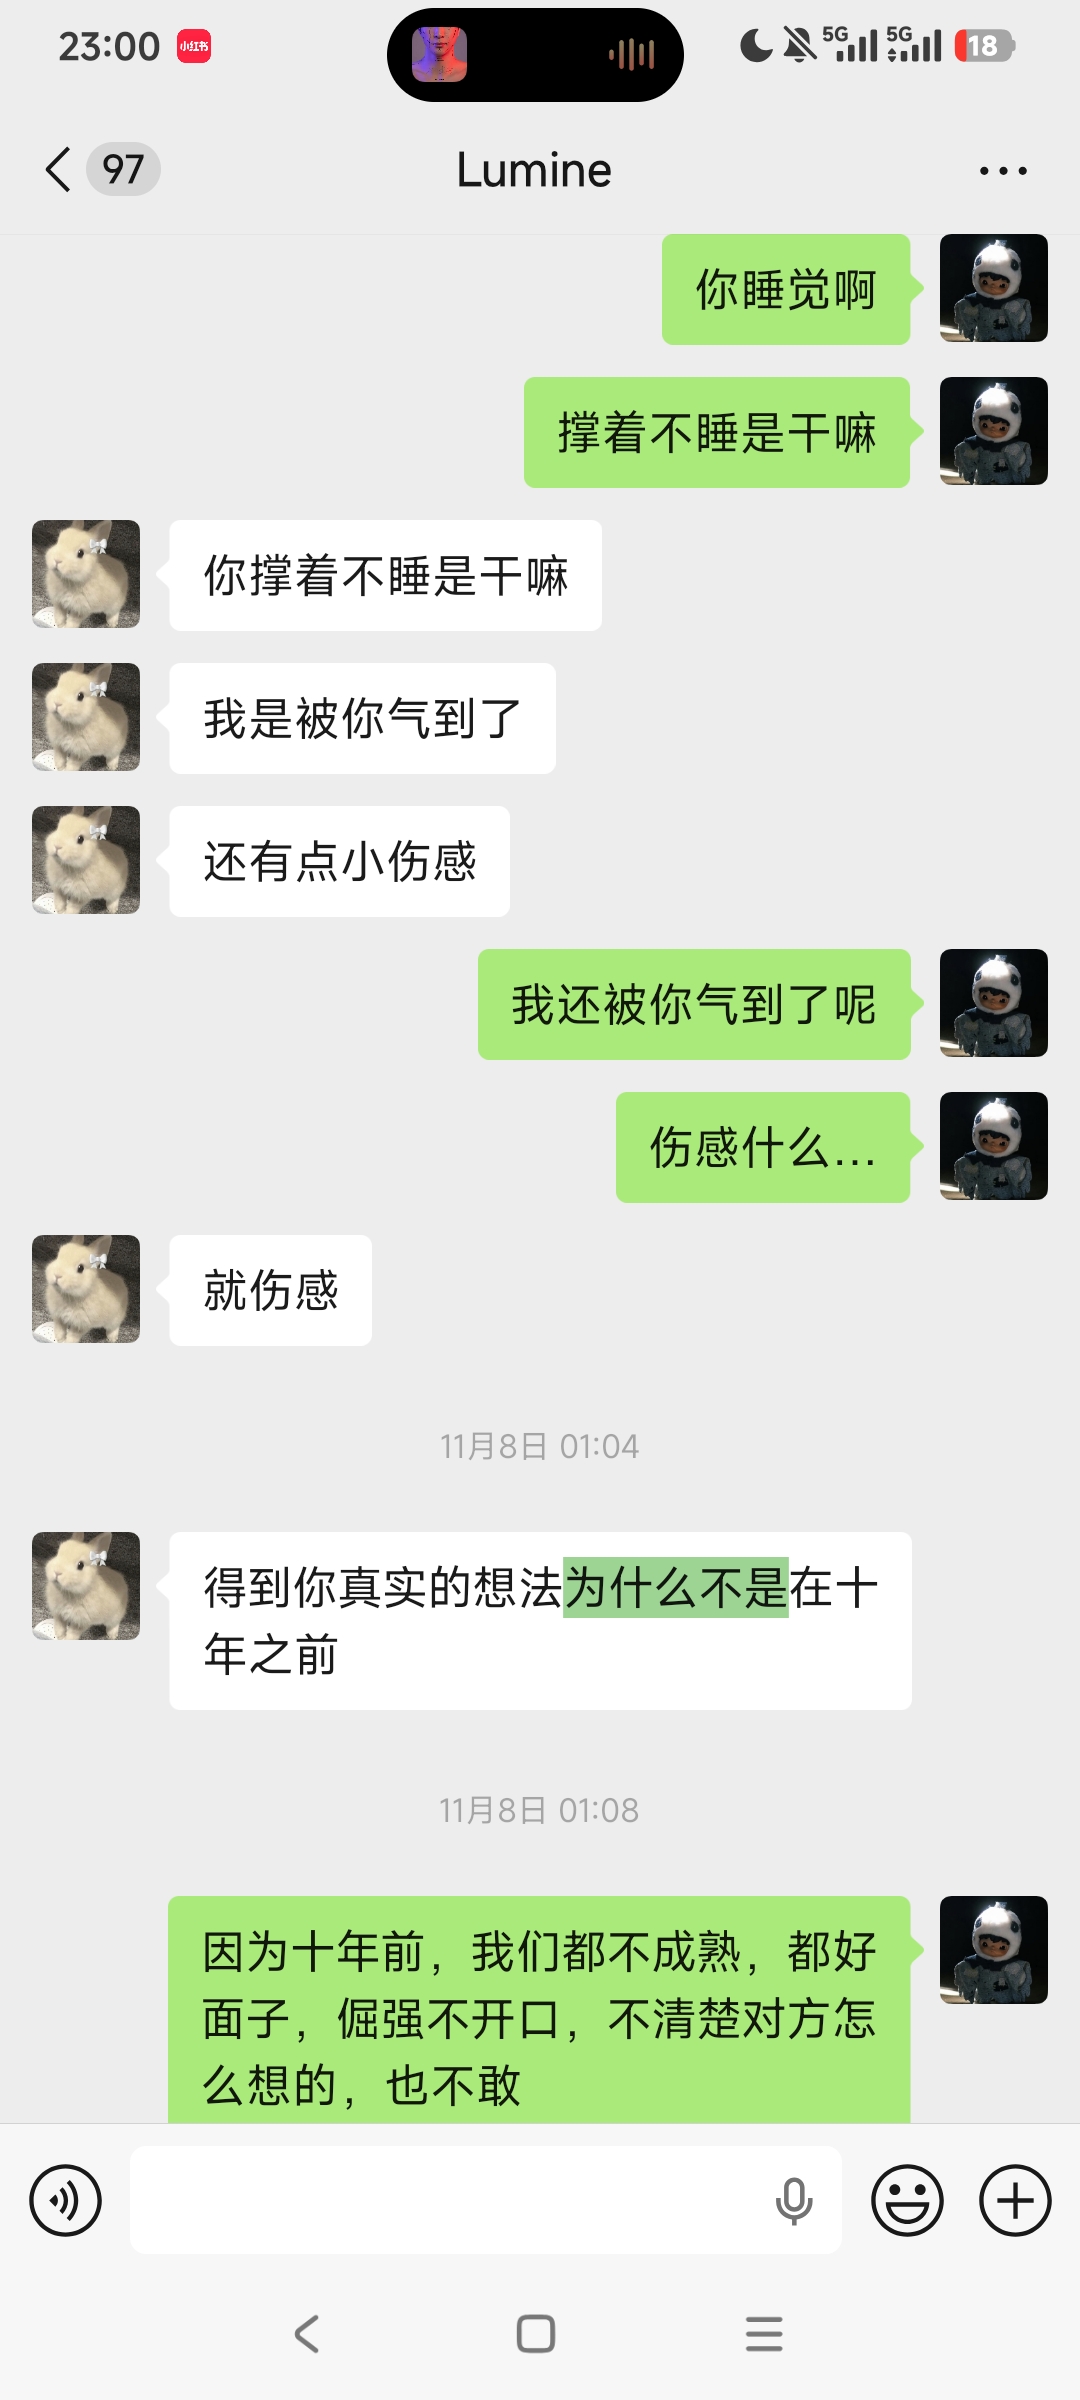 23:00
小红书
5G
5G
18
97
Lumine
你睡觉啊
撑着不睡是干嘛
你撑着不睡是干嘛
我是被你气到了
还有点小伤感
我还被你气到了呢
伤感什么...
就伤感
11月8日 01:04
得到你真实的想法为什么不是在十
年之前
11月8日 01:08
因为十年前，我们都不成熟，都好
面子，倔强不开口，不清楚对方怎
么想的，也不敢